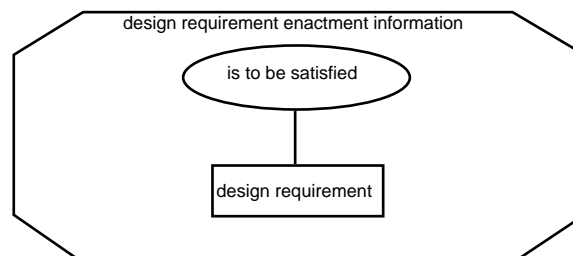 design requirement enactment information
is to be satisfied
design requirement